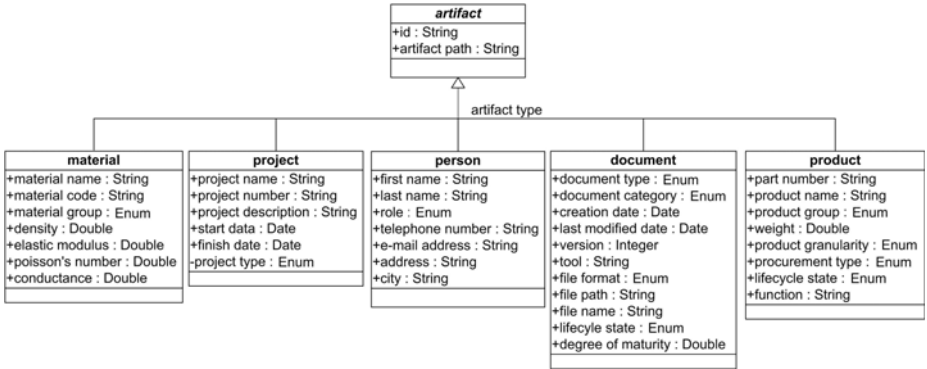 artifact
+id : String
+artifact path : String
artifact type
material
+material name : String
+material code : String
+material group : Enum
+density : Double
+elastic modulus : Double
+poisson's number : Double
+conductance : Double
project
+project name : String
+project number : String
+project description : String
+start data : Date
+finish date : Date
-project type : Enum
person
+first name : String
+last name : String
+role : Enum
+telephone number : String
+e-mail address : String
+address : String
+city : String
document
+document type : Enum
+document category : Enum
+creation date : Date
+last modified date : Date
+version : Integer
+tool : String
+file format : Enum
+file path : String
+file name : String
+lifecyle state : Enum
+degree of maturity : Double
product
+part number : String
+product name : String
+product group : Enum
+weight : Double
+product granularity : Enum
+procurement type : Enum
+lifecycle state : Enum
+function : String